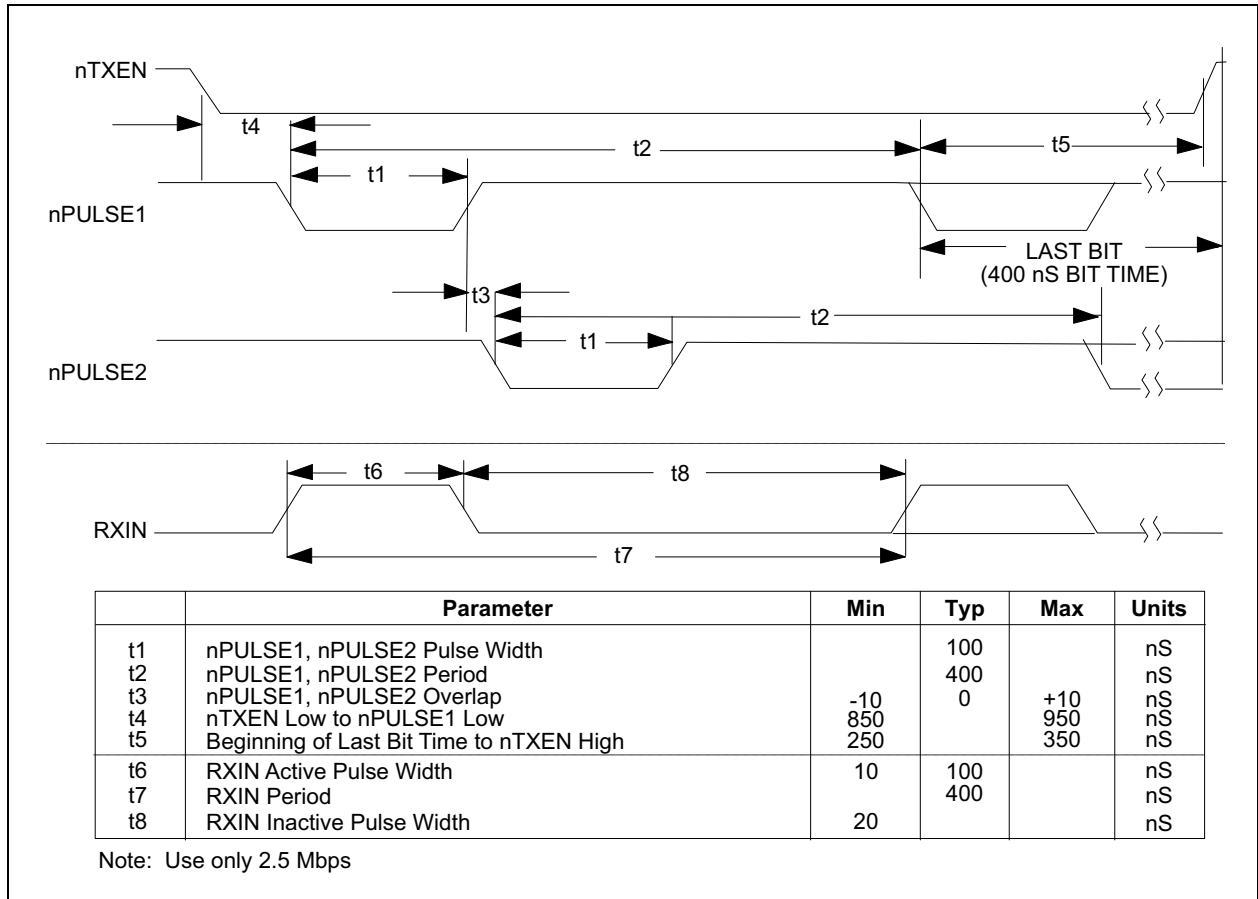 nTXEN
t4
t2
t5
t1
nPULSE1
LAST BIT
(400 nS BIT TIME)
t3
t2
t1
nPULSE2
t6
t8
RXIN
t7
Parameter Min Typ Max Units
t1 nPULSE1, nPULSE2 Pulse Width 100 nS
t2 nPULSE1, nPULSE2 Period 400 nS
t3 nPULSE1, nPULSE2 Overlap -10 0 +10 nS
t4 nTXEN Low to nPULSE1 Low 850 950 nS
t5 Beginning of Last Bit Time to nTXEN High 250 350 nS
t6 RXIN Active Pulse Width 10 100 nS
t7 RXIN Period 400 nS
t8 RXIN Inactive Pulse Width 20 nS
Note: Use only 2.5 Mbps